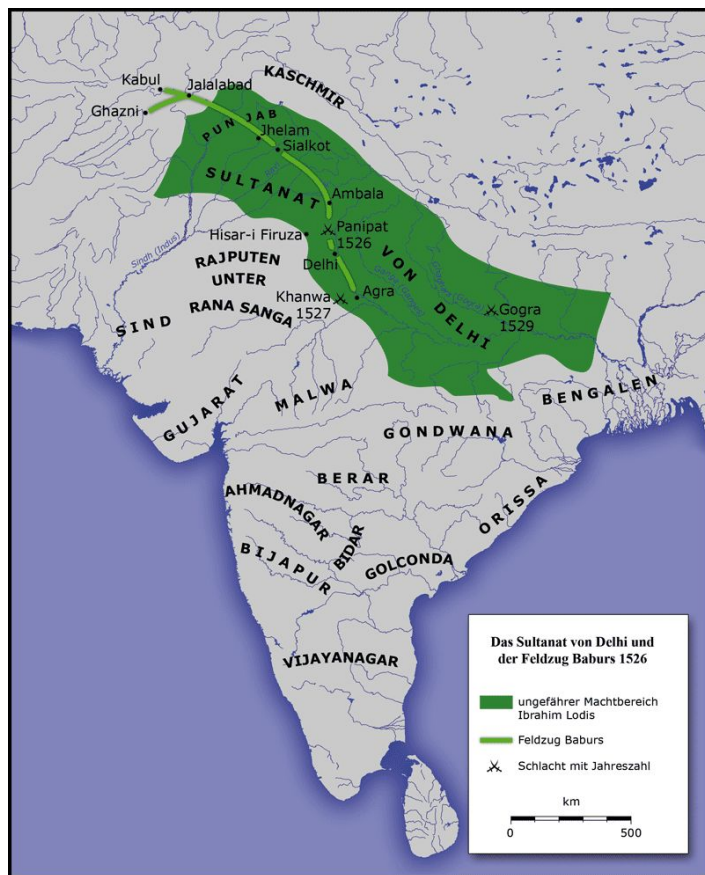 KASCHMIR
Kabul
Jalalabad
Ghazni
PUNJAB
Jhelam
Sialkot
SULTANAT
Ambala
Hisar-i Firuza
Panipat
1526
VON
Delhi
RAJPUTEN
UNTER
RANA SANGA
Sindh (Indus)
Khanwa
1527
Agra
Ganga (Ganges)
DELHI
Gogra
1529
SIND
GUJARAT
MALWA
BENGALEN
GONDWANA
BERAR
AHMADNAGAR
BIDAR
ORISSA
BIJAPUR
GOLCONDA
VIJAYANAGAR
Das Sultanat von Delhi und
der Feldzug Baburs 1526
ungefährer Machtbereich
Ibrahim Lodis
Feldzug Baburs
Schlacht mit Jahreszahl
km
0 500